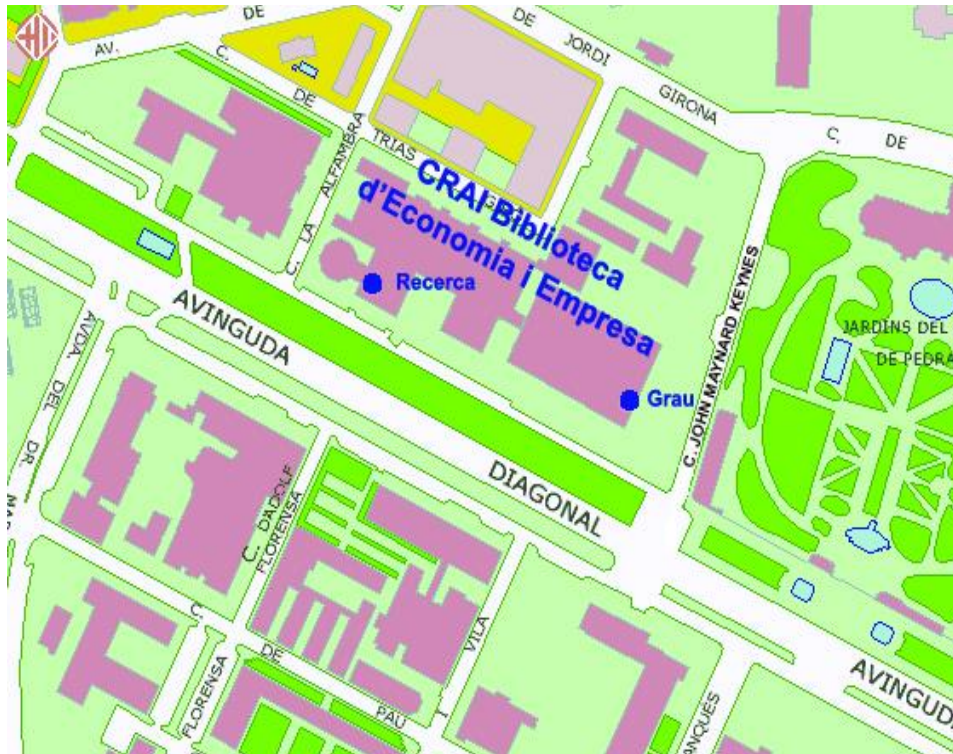 DE
AV.
C.
DE
TRIAS
DE
JORDI
GIRONA
C.
DE
C. LA ALFAMBRA
CRAI Biblioteca
d'Economia i Empresa
Recerca
Grau
C. JOHN MAYNARD KEYNES
JARDINS DEL
DE PEDRA
AVINGUDA
DIAGONAL
AVDA.
DEL
DR.
C. D'ADOLF
FLORENSA
C.
DE
PAU
I
VILA
FLORENSA
AVINGUDA